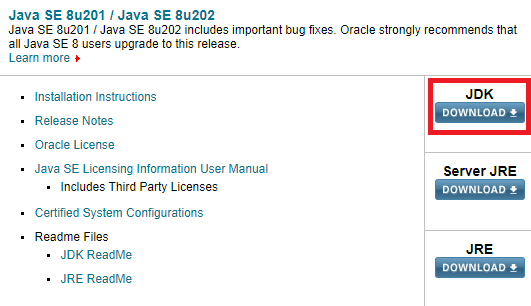 Java SE 8u201 / Java SE 8u202
Java SE 8u201 / Java SE 8u202 includes important bug fixes. Oracle strongly recommends that
all Java SE 8 users upgrade to this release.
Learn more
Installation Instructions
Release Notes
Oracle License
Java SE Licensing Information User Manual
Includes Third Party Licenses
Certified System Configurations
Readme Files
JDK ReadMe
JRE ReadMe
JDK
DOWNLOAD
Server JRE
DOWNLOAD
JRE
DOWNLOAD